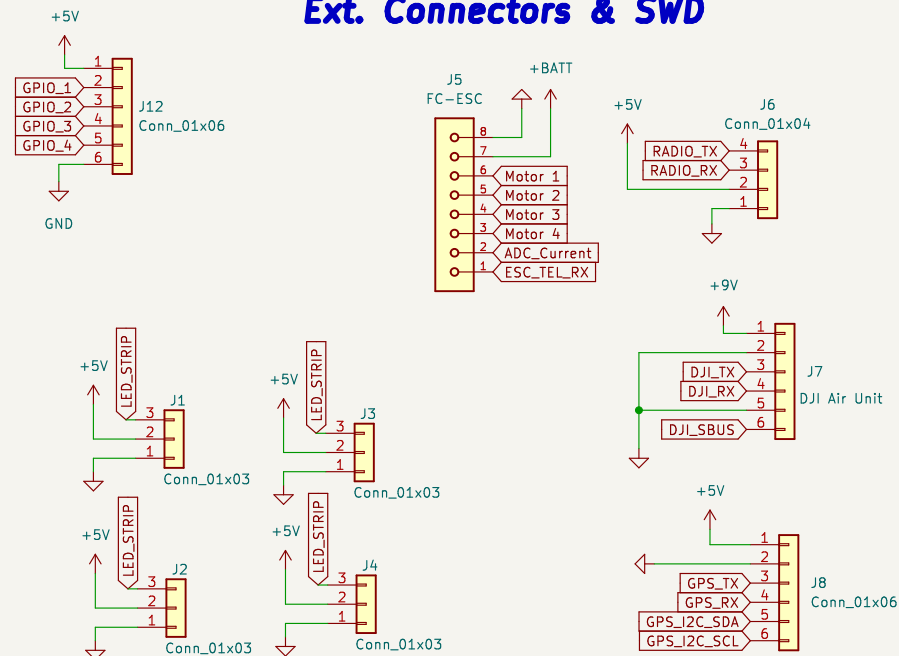 Ext. Connectors & SWD
+5V
1
GPIO_1 2
GPIO_2 3
GPIO_3 4
GPIO_4 5
6
J12
Conn_01x06
GND
J5
FC-ESC
+BATT
8
7
6 Motor 1
5 Motor 2
4 Motor 3
3 Motor 4
2 ADC_Current
1 ESC_TEL_RX
J6
Conn_01x04
+5V
RADIO_TX 4
RADIO_RX 3
2
1
+9V
1
2
DJI_TX 3
DJI_RX 4
5
DJI_SBUS 6
J7
DJI Air Unit
LED_STRIP
+5V
J1
3
2
1
Conn_01x03
LED_STRIP
+5V
J3
3
2
1
Conn_01x03
LED_STRIP
+5V
J2
3
2
1
Conn_01x03
LED_STRIP
+5V
J4
3
2
1
Conn_01x03
+5V
1
2
GPS_TX 3
GPS_RX 4
GPS_I2C_SDA 5
GPS_I2C_SCL 6
J8
Conn_01x06